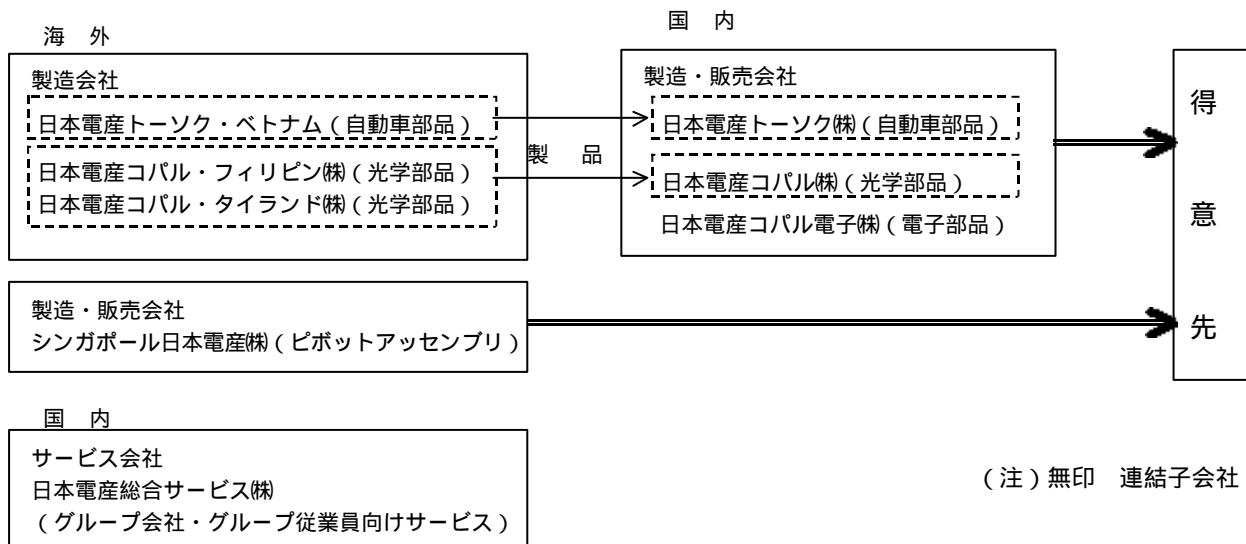 海 外
製造会社
日本電産トーソク・ベトナム（自動車部品）
日本電産コパル・フィリピン㈱（光学部品）
日本電産コパル・タイランド㈱（光学部品）
製 品
国 内
製造・販売会社
日本電産トーソク㈱（自動車部品）
日本電産コパル㈱（光学部品）
日本電産コパル電子㈱（電子部品）
得
意
先
製造・販売会社
シンガポール日本電産㈱（ピボットアッセンブリ）
国 内
サービス会社
日本電産総合サービス㈱
（グループ会社・グループ従業員向けサービス）
（注）無印 連結子会社